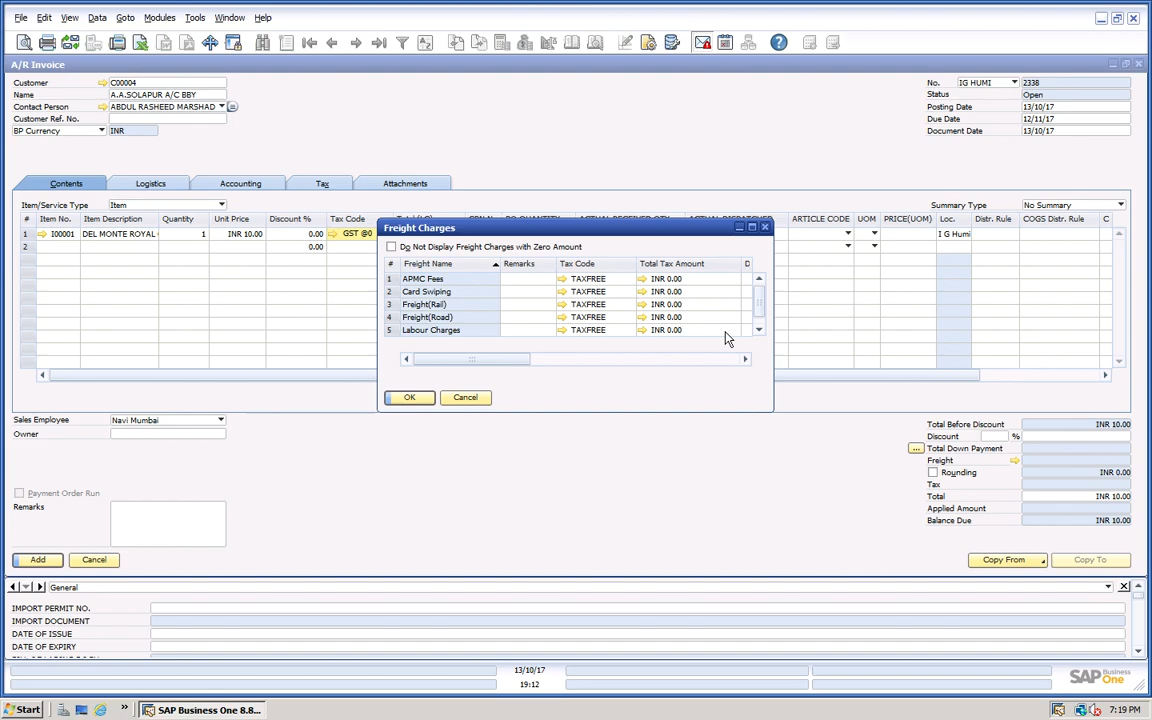 File Edit View Data Goto Modules Tools Window Help
A/R Invoice
Customer C00004
Name A.A.SOLAPUR A/C BBY
Contact Person ABDUL RASHEED MARSHAD
Customer Ref. No.
BP Currency INR
No. IG HUMI 2338
Status Open
Posting Date 13/10/17
Due Date 12/11/17
Document Date 13/10/17
Contents Logistics Accounting Tax Attachments
Item/Service Type Item
Summary Type No Summary
# Item No. Item Description Quantity Unit Price Discount % Tax Code ARTICLE CODE UOM PRICE(UOM) Loc. Distr. Rule COGS Distr. Rule C
1 I00001 DEL MONTE ROYAL 1 INR 10.00 0.00 GST @0 I G Humi
2 0.00
Freight Charges
Do Not Display Freight Charges with Zero Amount
# Freight Name Remarks Tax Code Total Tax Amount D
1 APMC Fees TAXFREE INR 0.00
2 Card Swiping TAXFREE INR 0.00
3 Freight(Rail) TAXFREE INR 0.00
4 Freight(Road) TAXFREE INR 0.00
5 Labour Charges TAXFREE INR 0.00
OK Cancel
Sales Employee Navi Mumbai
Owner
Total Before Discount INR 10.00
Discount %
... Total Down Payment
Freight
Rounding INR 0.00
Tax
Total INR 10.00
Applied Amount
Balance Due INR 10.00
Payment Order Run
Remarks
Add Cancel Copy From Copy To
General
IMPORT PERMIT NO.
IMPORT DOCUMENT
DATE OF ISSUE
DATE OF EXPIRY
13/10/17
19:12
SAP Business One
Start SAP Business One 8.8... 7:19 PM